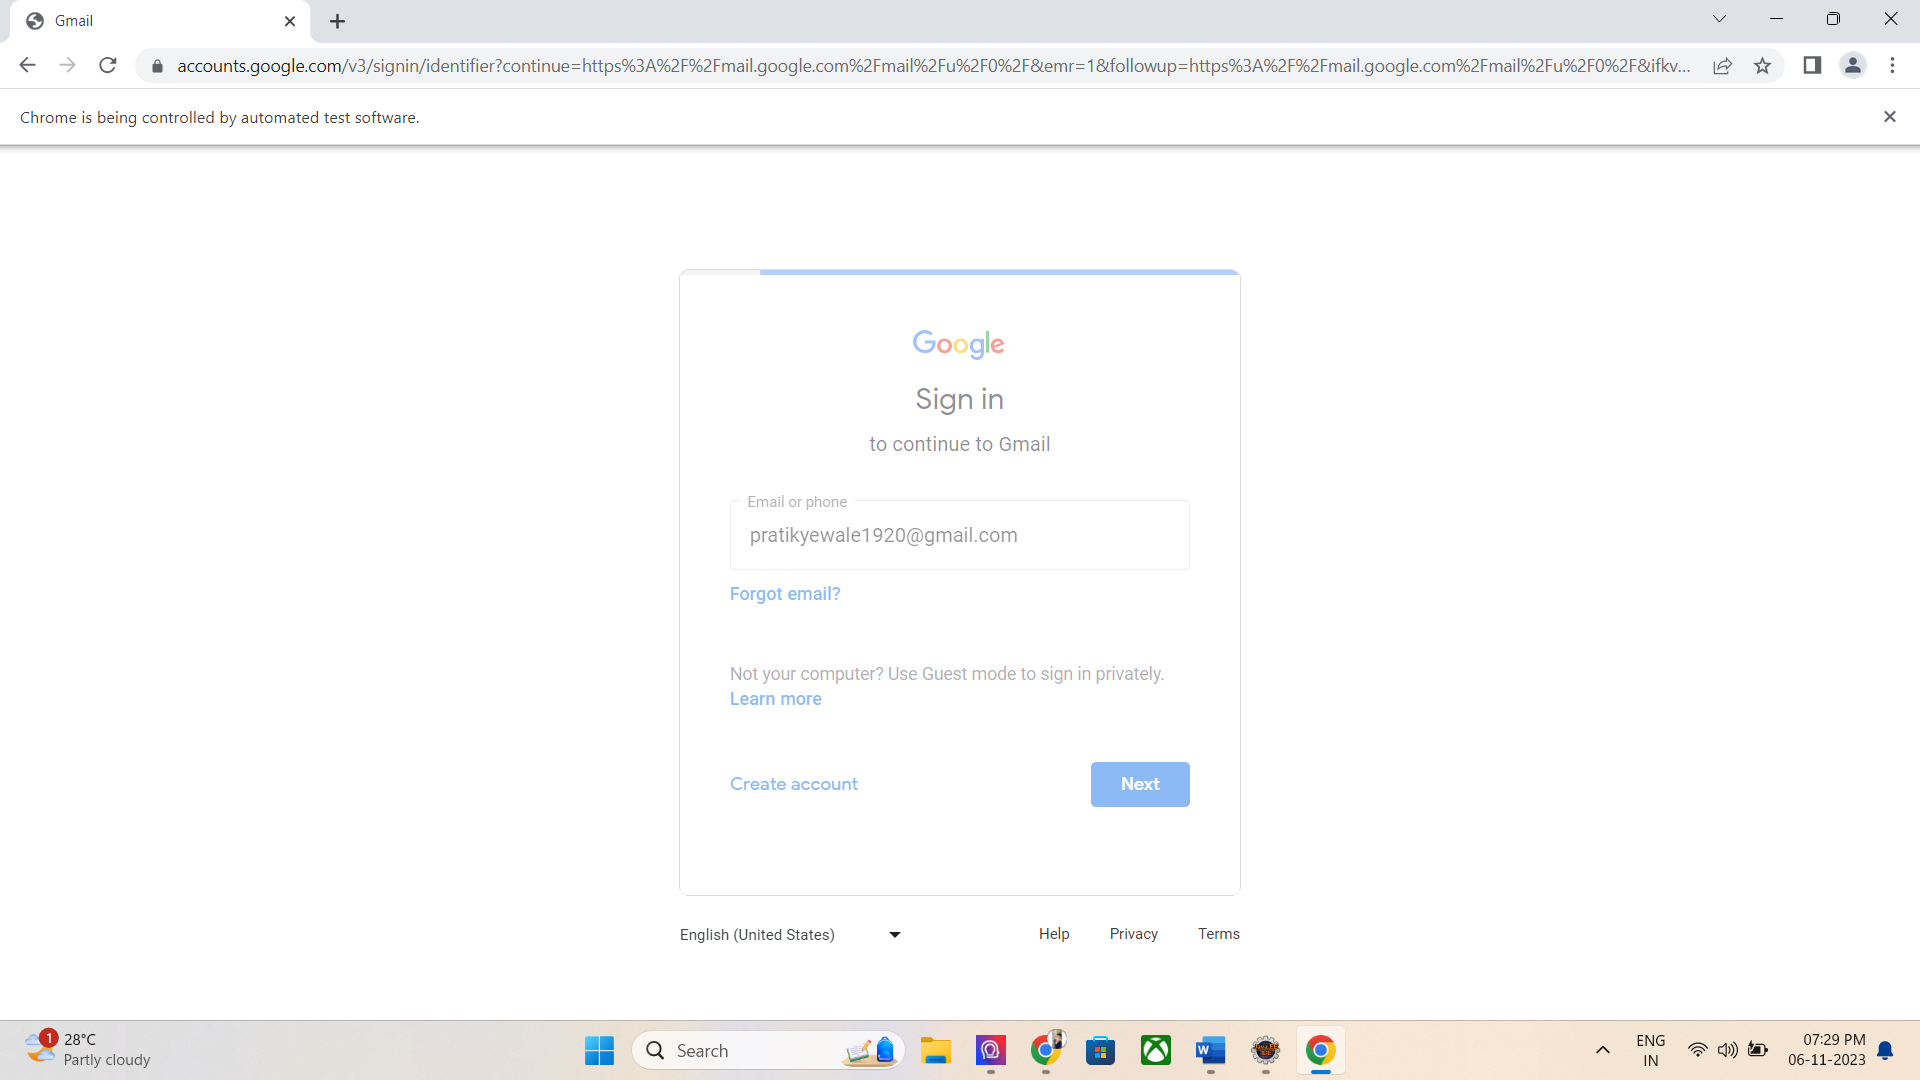 Gmail
accounts.google.com/v3/signin/identifier?continue=https%3A%2F%2Fmail.google.com%2Fmail%2Fu%2F0%2F&emr=1&followup=https%3A%2F%2Fmail.google.com%2Fmail%2Fu%2F0%2F&ifkv...
Chrome is being controlled by automated test software.
Google
Sign in
to continue to Gmail
Email or phone
pratikyewale1920@gmail.com
Forgot email?
Not your computer? Use Guest mode to sign in privately.
Learn more
Create account
Next
English (United States)
Help
Privacy
Terms
1
28°C
Partly cloudy
Search
W
ENG
IN
07:29 PM
06-11-2023